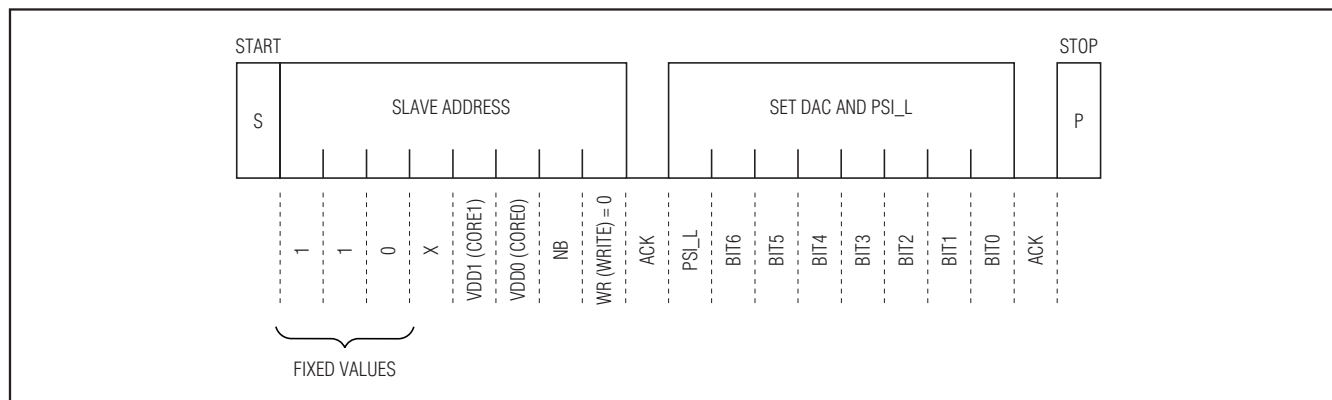 START
STOP
S
SLAVE ADDRESS
SET DAC AND PSI_L
P
1
1
0
X
VDD1 (CORE1)
VDD0 (CORE0)
NB
WR (WRITE) = 0
ACK
PSI_L
BIT6
BIT5
BIT4
BIT3
BIT2
BIT1
BIT0
ACK
FIXED VALUES